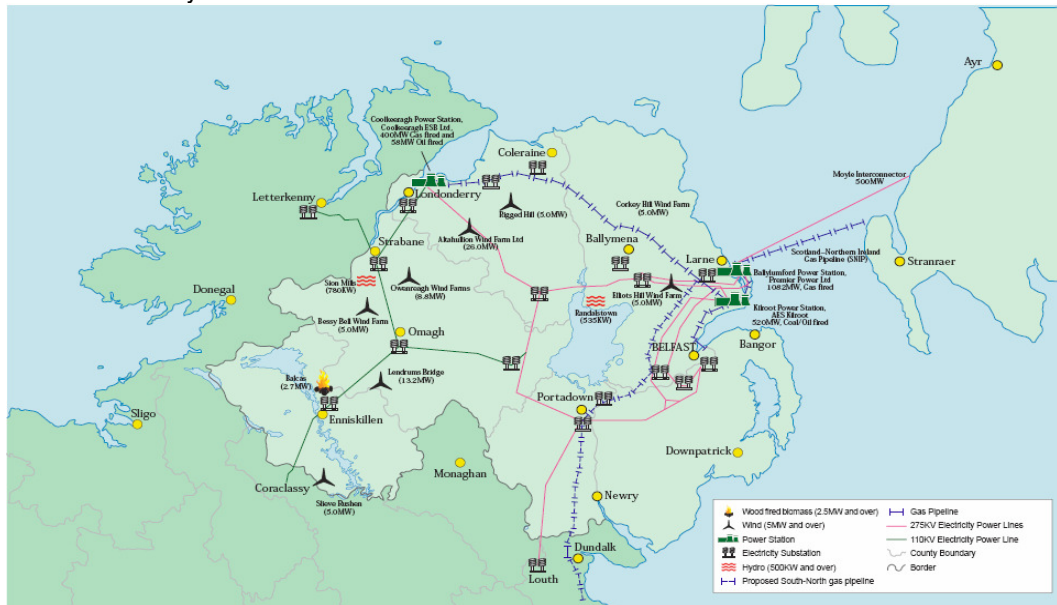 Ayr
Coolkeeragh Power Station,
Coolkeeragh ESB Ltd,
400MW Gas fired and
58MW Oil fired
Coleraine
Moyle Interconnector
500MW
Letterkenny
Londonderry
Rigged Hill (5.0MW)
Corkey Hill Wind Farm
(5.0MW)
Altahullion Wind Farm Ltd
(26.0MW)
Strabane
Ballymena
Larne
Scotland–Northern Ireland
Gas Pipeline (SNIP)
Stranraer
Sion Mills
(780KW)
Owenreagh Wind Farms
(8.8MW)
Ballylumford Power Station,
Premier Power Ltd
1082MW, Gas fired
Donegal
Elliots Hill Wind Farm
(5.0MW)
Randalstown
(535KW)
Kilroot Power Station,
AES Kilroot
520MW, Coal/Oil fired
Bessy Bell Wind Farm
(5.0MW)
Omagh
BELFAST
Bangor
Balcas
(2.7MW)
Lendrums Bridge
(13.2MW)
Portadown
Sligo
Enniskillen
Downpatrick
Monaghan
Coraclassy
Slieve Rushen
(5.0MW)
Newry
Dundalk
Louth
Wood fired biomass (2.5MW and over)
Wind (5MW and over)
Power Station
Electricity Substation
Hydro (500KW and over)
Proposed South-North gas pipeline
Gas Pipeline
275KV Electricity Power Lines
110KV Electricity Power Line
County Boundary
Border